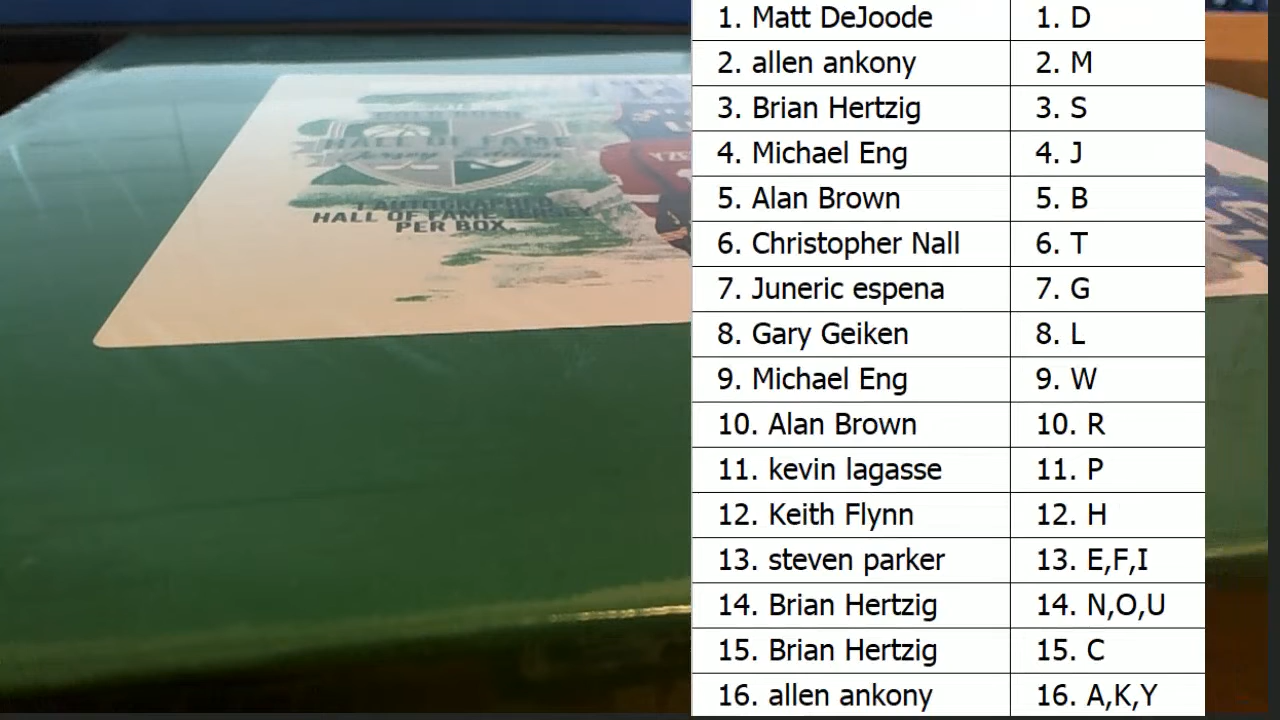 1. Matt DeJoode 1. D
2. allen ankony 2. M
3. Brian Hertzig 3. S
4. Michael Eng 4. J
5. Alan Brown 5. B
6. Christopher Nall 6. T
7. Juneric espena 7. G
8. Gary Geiken 8. L
9. Michael Eng 9. W
10. Alan Brown 10. R
11. kevin lagasse 11. P
12. Keith Flynn 12. H
13. steven parker 13. E,F,I
14. Brian Hertzig 14. N,O,U
15. Brian Hertzig 15. C
16. allen ankony 16. A,K,Y
HALL OF FAME
1 AUTOGRAPHED
HALL OF FAME JERSEY
PER BOX.